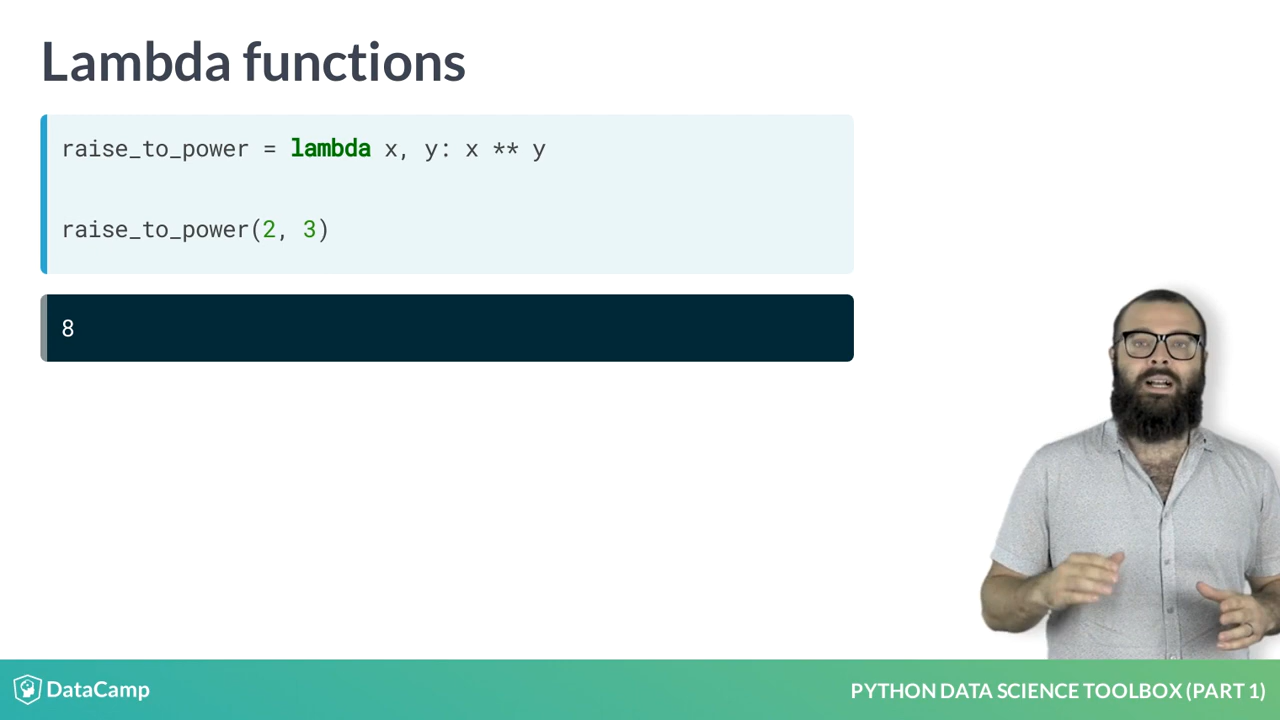 Lambda functions
raise_to_power = lambda x, y: x ** y
raise_to_power(2, 3)
8
DataCamp
PYTHON DATA SCIENCE TOOLBOX (PART 1)